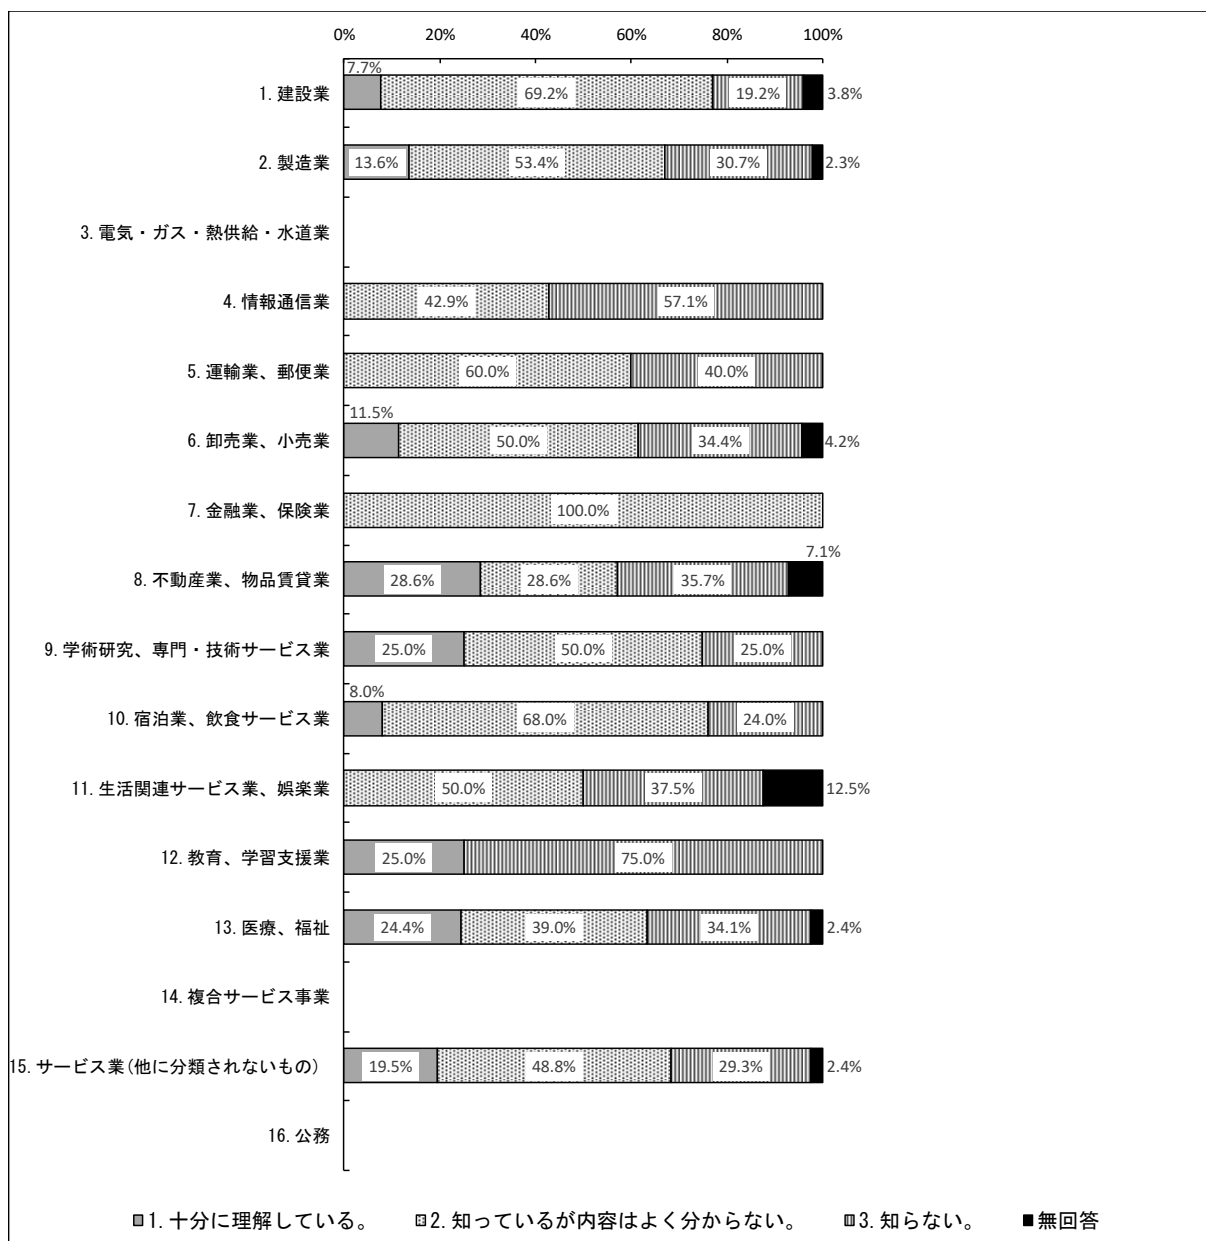 0% 20% 40% 60% 80% 100%
7.7%
1. 建設業 69.2% 19.2% 3.8%
2. 製造業 13.6% 53.4% 30.7% 2.3%
3. 電気・ガス・熱供給・水道業
4. 情報通信業 42.9% 57.1%
5. 運輸業、郵便業 60.0% 40.0%
11.5%
6. 卸売業、小売業 50.0% 34.4% 4.2%
7. 金融業、保険業 100.0%
7.1%
8. 不動産業、物品賃貸業 28.6% 28.6% 35.7%
9. 学術研究、専門・技術サービス業 25.0% 50.0% 25.0%
8.0%
10. 宿泊業、飲食サービス業 68.0% 24.0%
11. 生活関連サービス業、娯楽業 50.0% 37.5% 12.5%
12. 教育、学習支援業 25.0% 75.0%
13. 医療、福祉 24.4% 39.0% 34.1% 2.4%
14. 複合サービス事業
15. サービス業(他に分類されないもの) 19.5% 48.8% 29.3% 2.4%
16. 公務
1. 十分に理解している。 2. 知っているが内容はよく分からない。 3. 知らない。 無回答